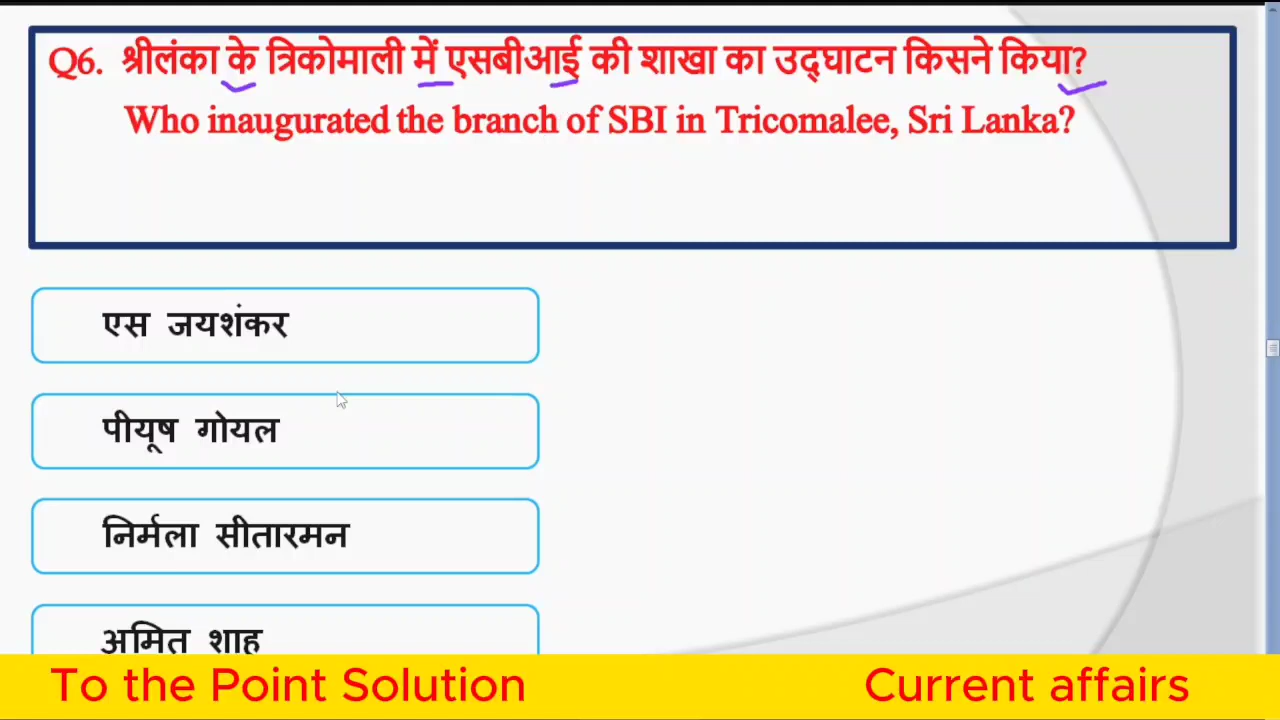 Q6. श्रीलंका के त्रिकोमाली में एसबीआई की शाखा का उद्घाटन किसने किया?
Who inaugurated the branch of SBI in Tricomalee, Sri Lanka?
एस जयशंकर
पीयूष गोयल
निर्मला सीतारमन
अमित शाह
To the Point Solution Current affairs